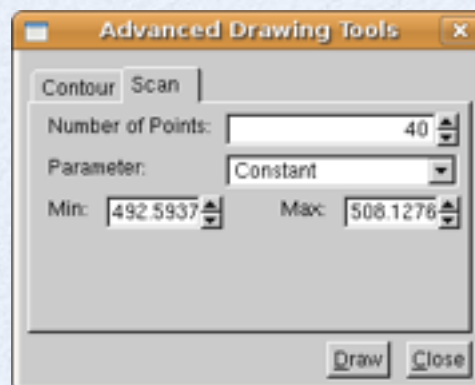 Advanced Drawing Tools
Contour Scan
Number of Points: 40
Parameter: Constant
Min: 492.5937 Max: 508.1276
Draw Close